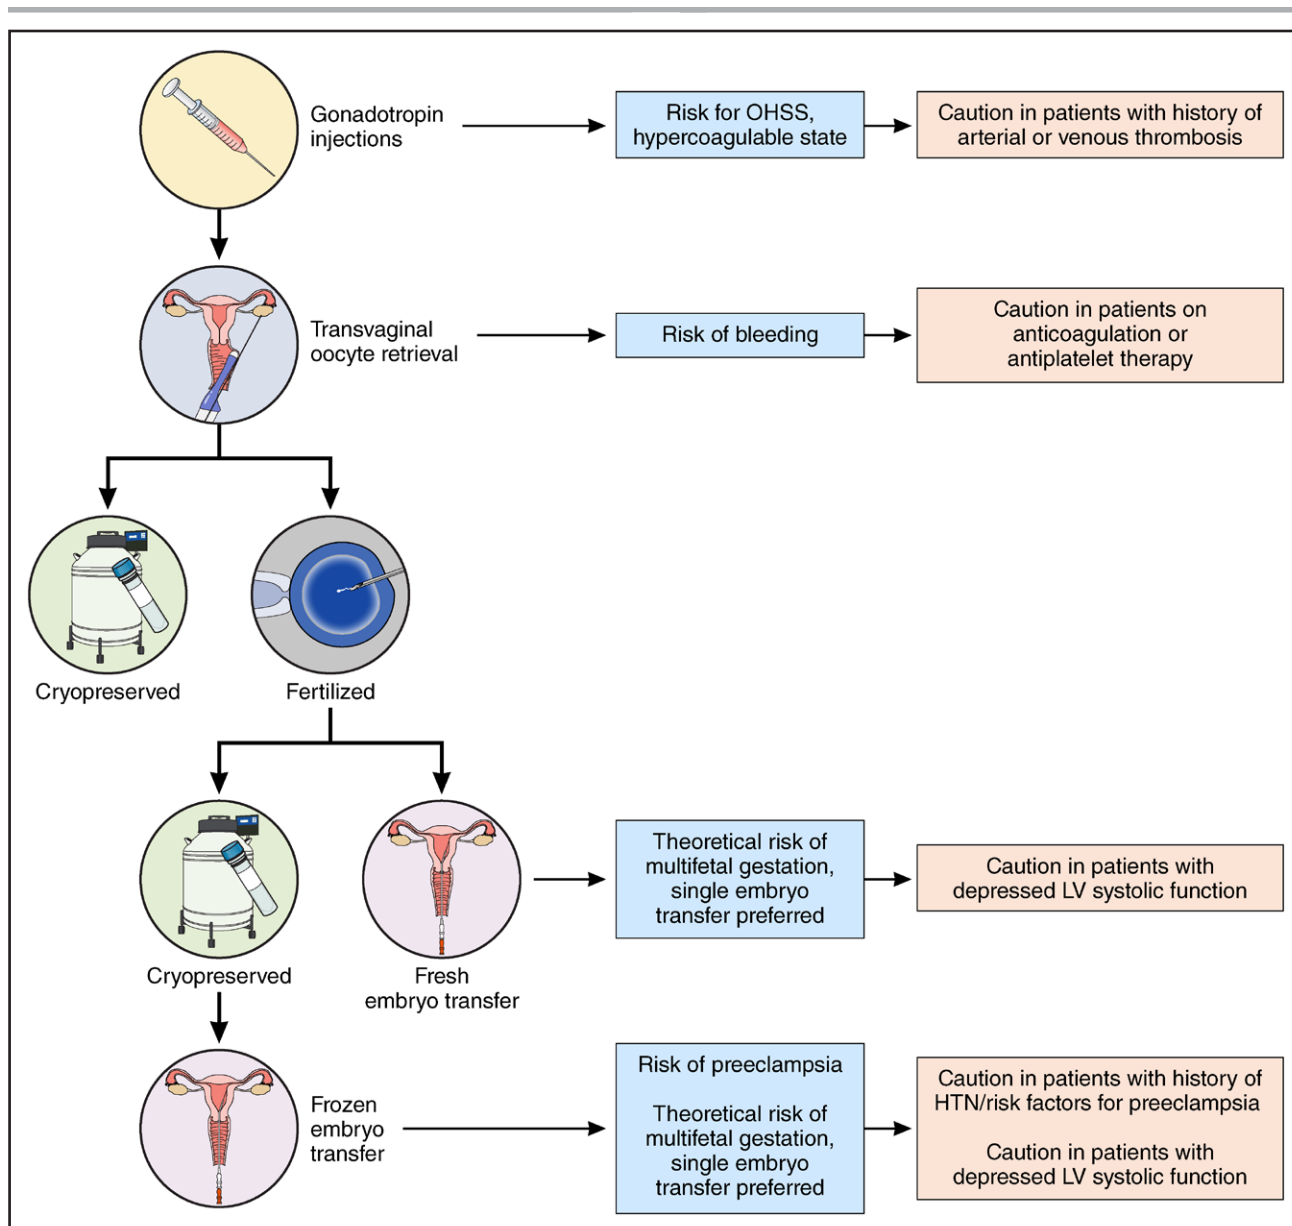 Gonadotropin
injections
Risk for OHSS,
hypercoagulable state
Caution in patients with history of
arterial or venous thrombosis
Transvaginal
oocyte retrieval
Risk of bleeding
Caution in patients on
anticoagulation or
antiplatelet therapy
Cryopreserved
Fertilized
Cryopreserved
Fresh
embryo transfer
Theoretical risk of
multifetal gestation,
single embryo
transfer preferred
Caution in patients with
depressed LV systolic function
Frozen
embryo
transfer
Risk of preeclampsia
Theoretical risk of
multifetal gestation,
single embryo
transfer preferred
Caution in patients with history of
HTN/risk factors for preeclampsia
Caution in patients with
depressed LV systolic function